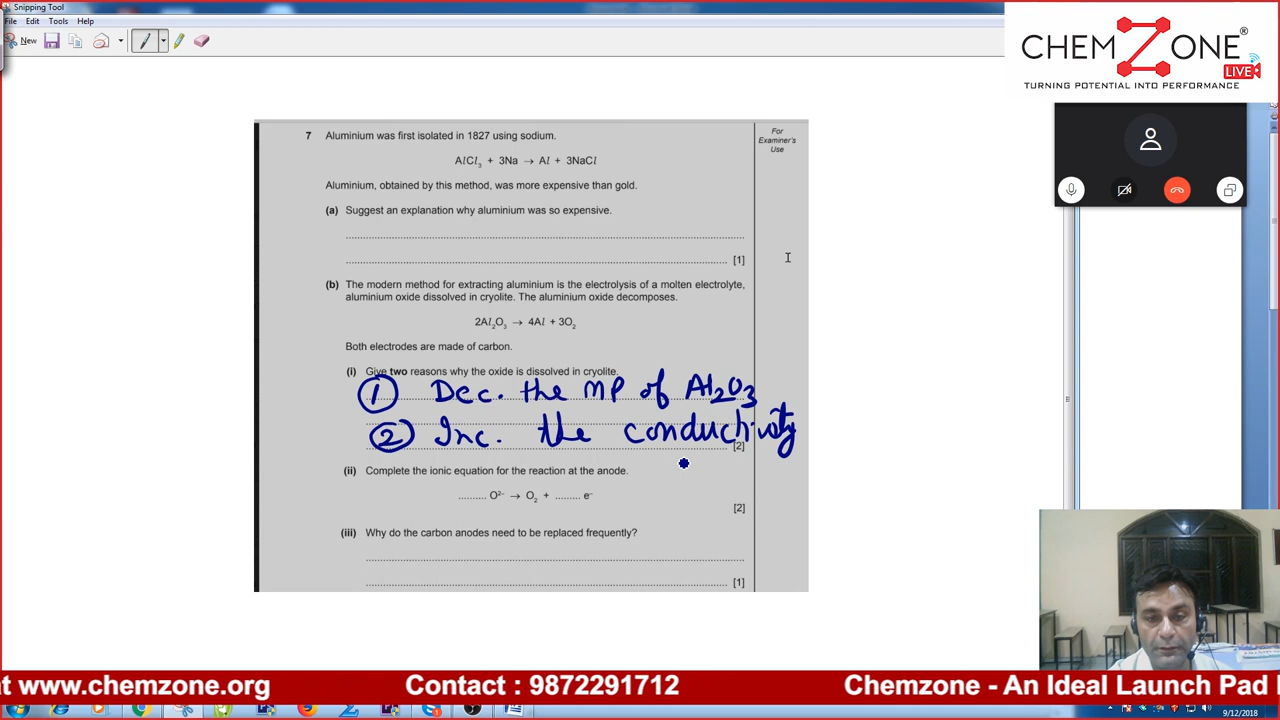 Snipping Tool
File Edit Tools Help
New
CHEMZONE®
LIVE
TURNING POTENTIAL INTO PERFORMANCE
For
Examiner's
Use
7 Aluminium was first isolated in 1827 using sodium.
AlCl₃ + 3Na → Al + 3NaCl
Aluminium, obtained by this method, was more expensive than gold.
(a) Suggest an explanation why aluminium was so expensive.
[1]
(b) The modern method for extracting aluminium is the electrolysis of a molten electrolyte,
aluminium oxide dissolved in cryolite. The aluminium oxide decomposes.
2Al₂O₃ → 4Al + 3O₂
Both electrodes are made of carbon.
(i) Give two reasons why the oxide is dissolved in cryolite.
① Dec. the MP of Al₂O₃
② Inc. the conductivity
[2]
(ii) Complete the ionic equation for the reaction at the anode.
.......... O²⁻ → O₂ + ......... e⁻
[2]
(iii) Why do the carbon anodes need to be replaced frequently?
[1]
at www.chemzone.org Contact : 9872291712 Chemzone - An Ideal Launch Pad
9/12/2018